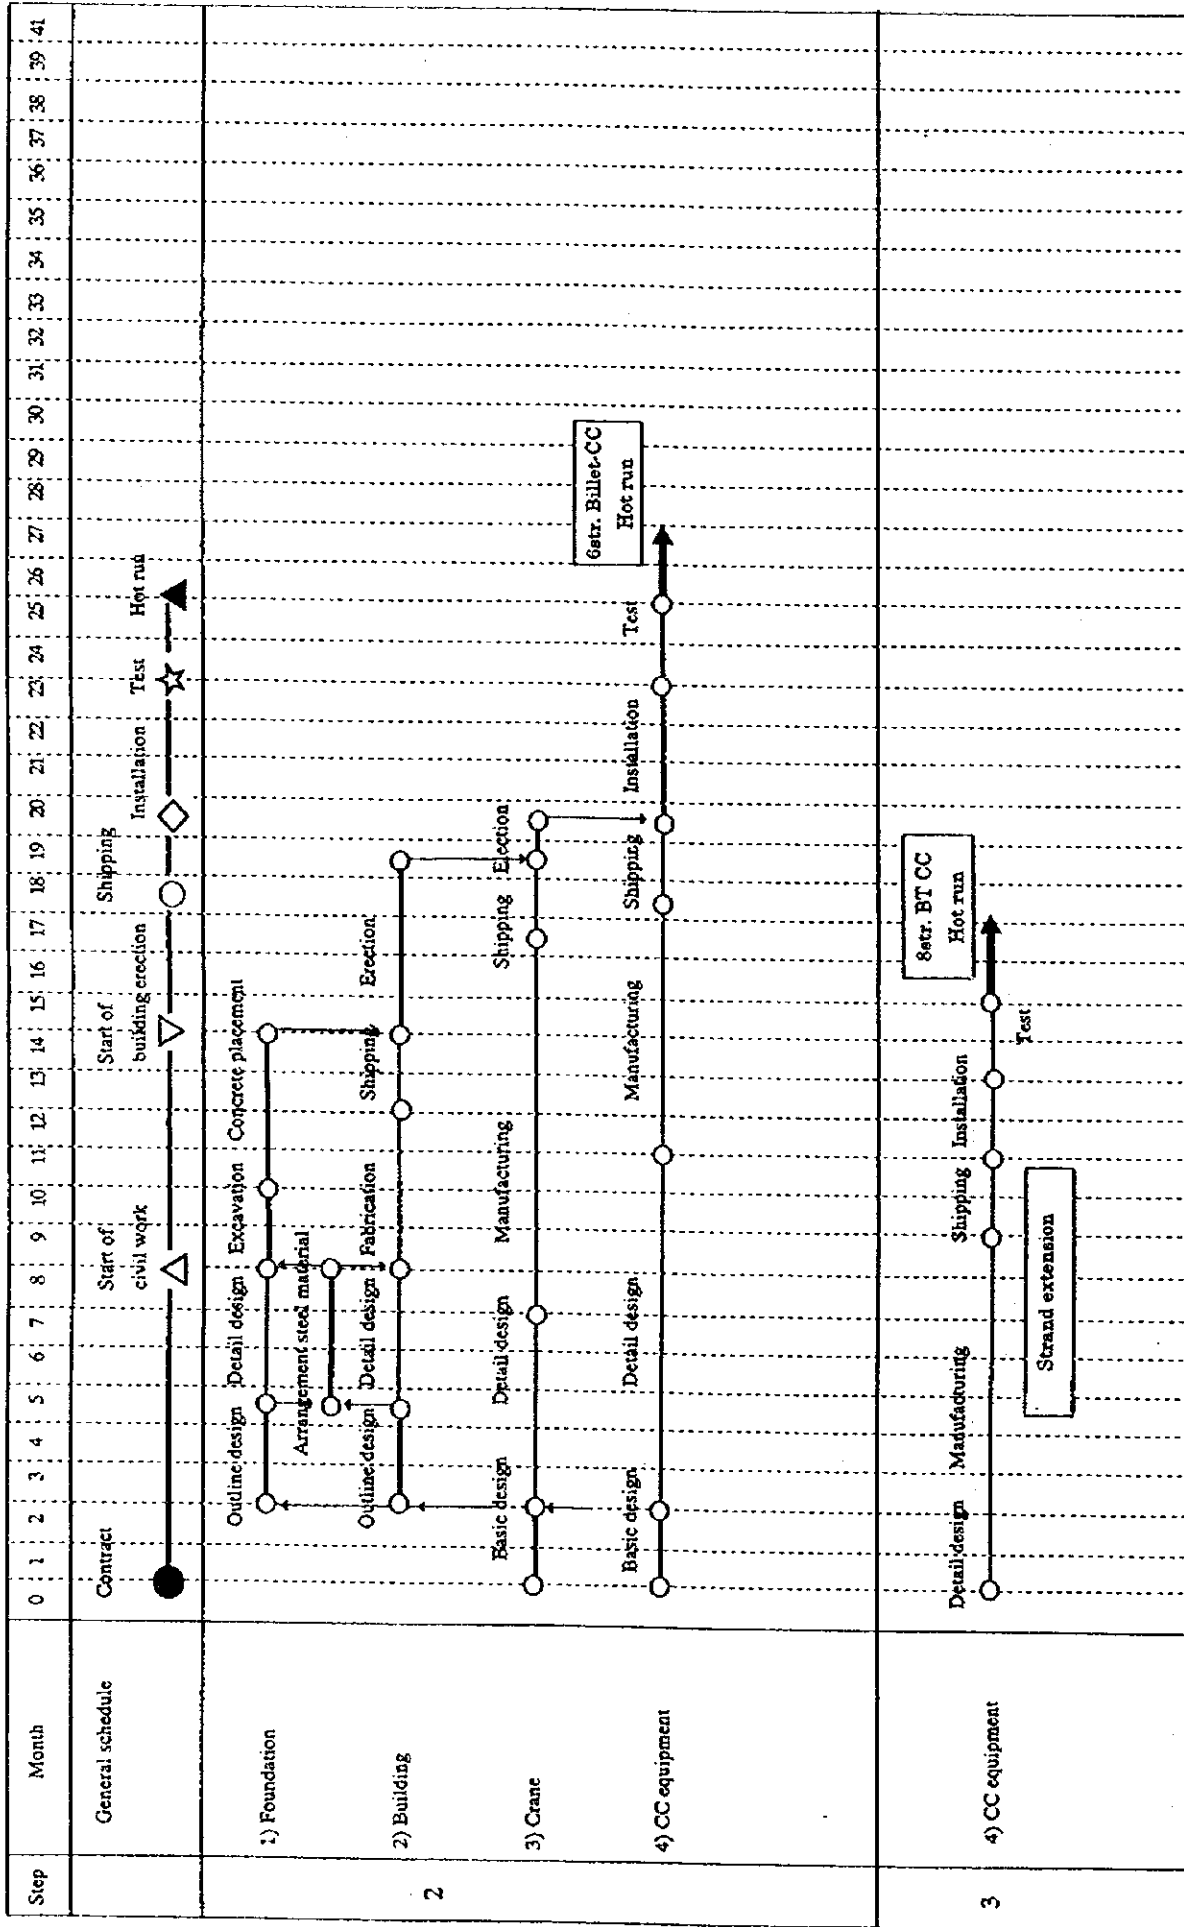 Step Month 0 1 2 3 4 5 6 7 8 9 10 11 12 13 14 15 16 17 18 19 20 21 22 23 24 25 26 27 28 29 30 31 32 33 34 35 36 37 38 39 41
General schedule
Contract
Start of
civil work
Start of
building erection
Shipping
Installation
Test
Hot run
2
1) Foundation
Outline design
Detail design
Excavation
Concrete placement
Arrangement steel material
2) Building
Outline design
Detail design
Fabrication
Shipping
Erection
3) Crane
Basic design
Detail design
Manufacturing
Shipping
Election
4) CC equipment
Basic design
Detail design
Manufacturing
Shipping
Installation
Test
6str. Billet-CC
Hot run
3
4) CC equipment
Detail design
Manufacturing
Shipping
Installation
Test
8str. BT CC
Hot run
Strand extension